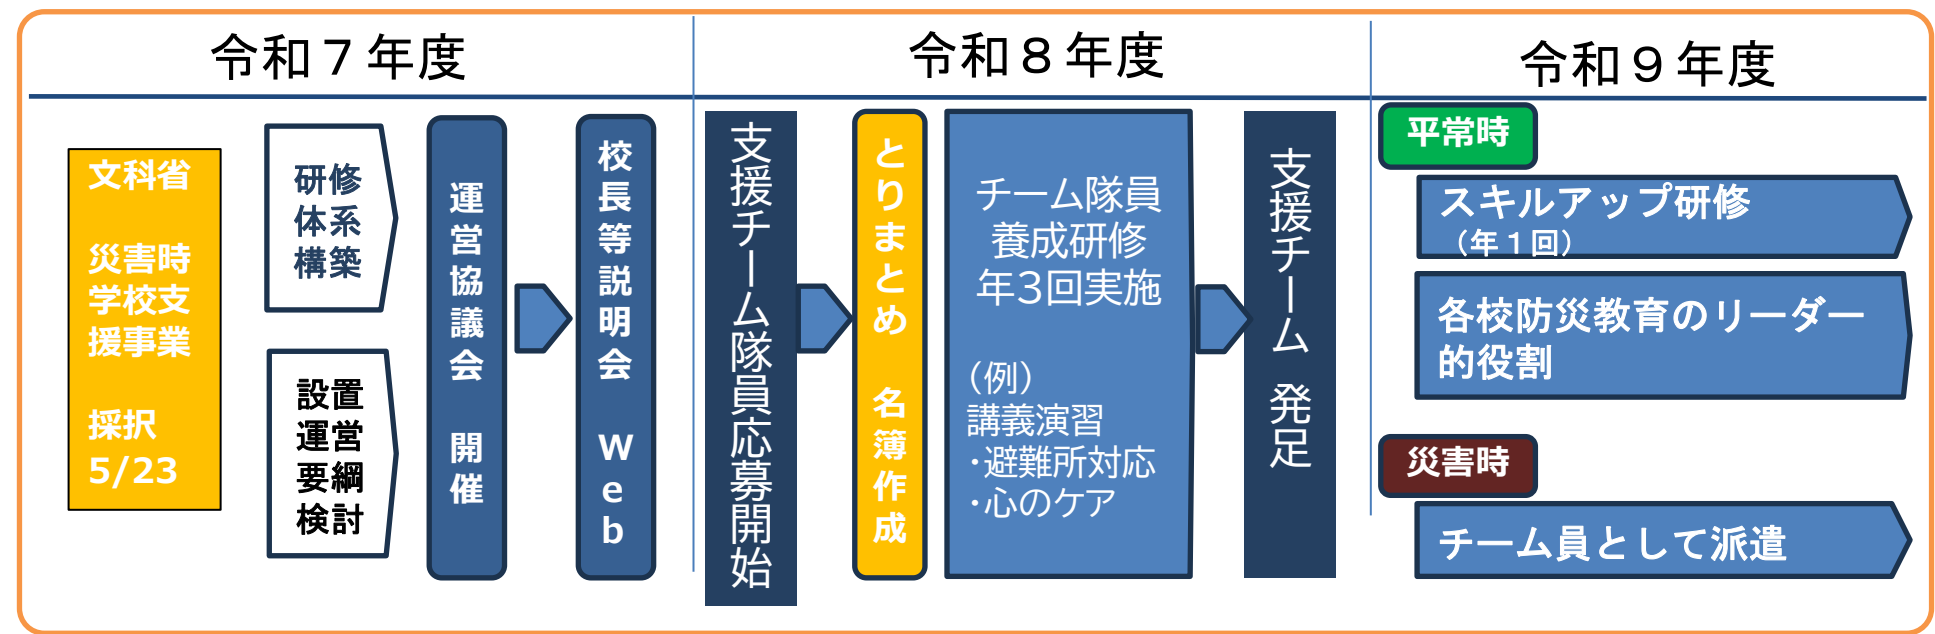 令和７年度
文科省
災害時
学校支
援事業
採択
5/23
研修
体系
構築
設置
運営
要綱
検討
運営協議会　開催
校長等説明会　Web
令和８年度
支援チーム隊員応募開始
とりまとめ　名簿作成
チーム隊員
養成研修
年３回実施
（例）
講義演習
・避難所対応
・心のケア
支援チーム 発足
令和９年度
平常時
スキルアップ研修
（年１回）
各校防災教育のリーダー
的役割
災害時
チーム員として派遣